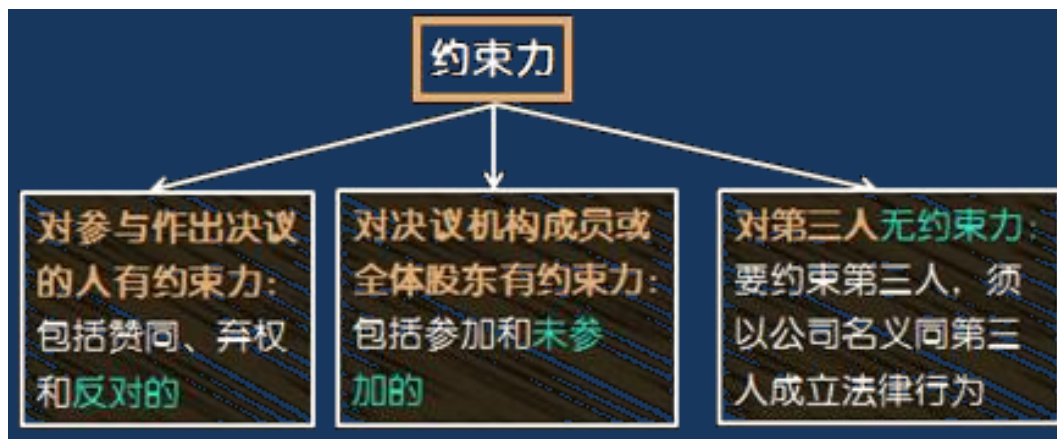 约束力
对参与作出决议
的人有约束力：
包括赞同、弃权
和反对的
对决议机构成员或
全体股东有约束力：
包括参加和未参
加的
对第三人无约束力：
要约束第三人，须
以公司名义同第三
人成立法律行为